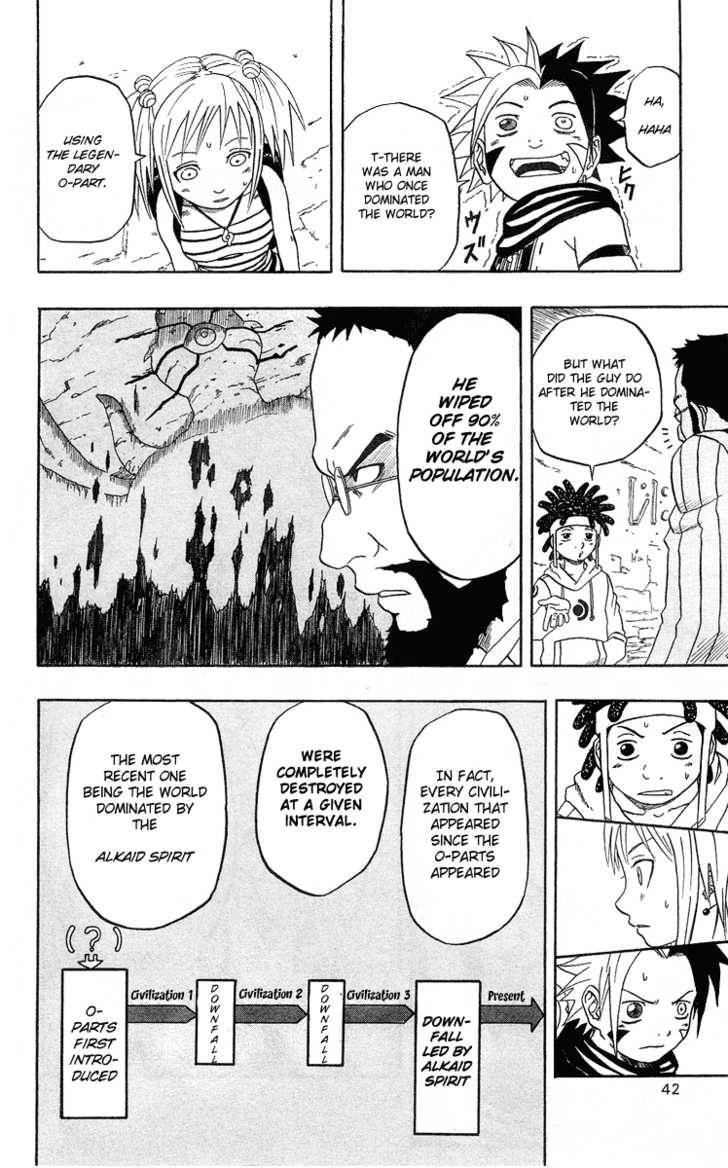 HA,
HAHA
T-THERE
WAS A MAN
WHO ONCE
DOMINATED
THE WORLD?
ヒク
ウズ
USING
THE LEGEN-
DARY
O-PART.
BUT WHAT
DID THE GUY DO
AFTER HE DOMINA-
TED THE
WORLD?
HE
WIPED
OFF 90%
OF THE
WORLD'S
POPULATION.
IN FACT,
EVERY CIVILI-
ZATION THAT
APPEARED
SINCE THE
O-PARTS
APPEARED
WERE
COMPLETELY
DESTROYED
AT A GIVEN
INTERVAL.
THE MOST
RECENT ONE
BEING THE WORLD
DOMINATED BY
THE
ALKAID SPIRIT
(?)
O-
PARTS
FIRST
INTRO-
DUCED
Civilization 1
DOWNFALL
Civilization 2
DOWNFALL
Civilization 3
DOWN-
FALL
LED BY
ALKAID
SPIRIT
Present
42